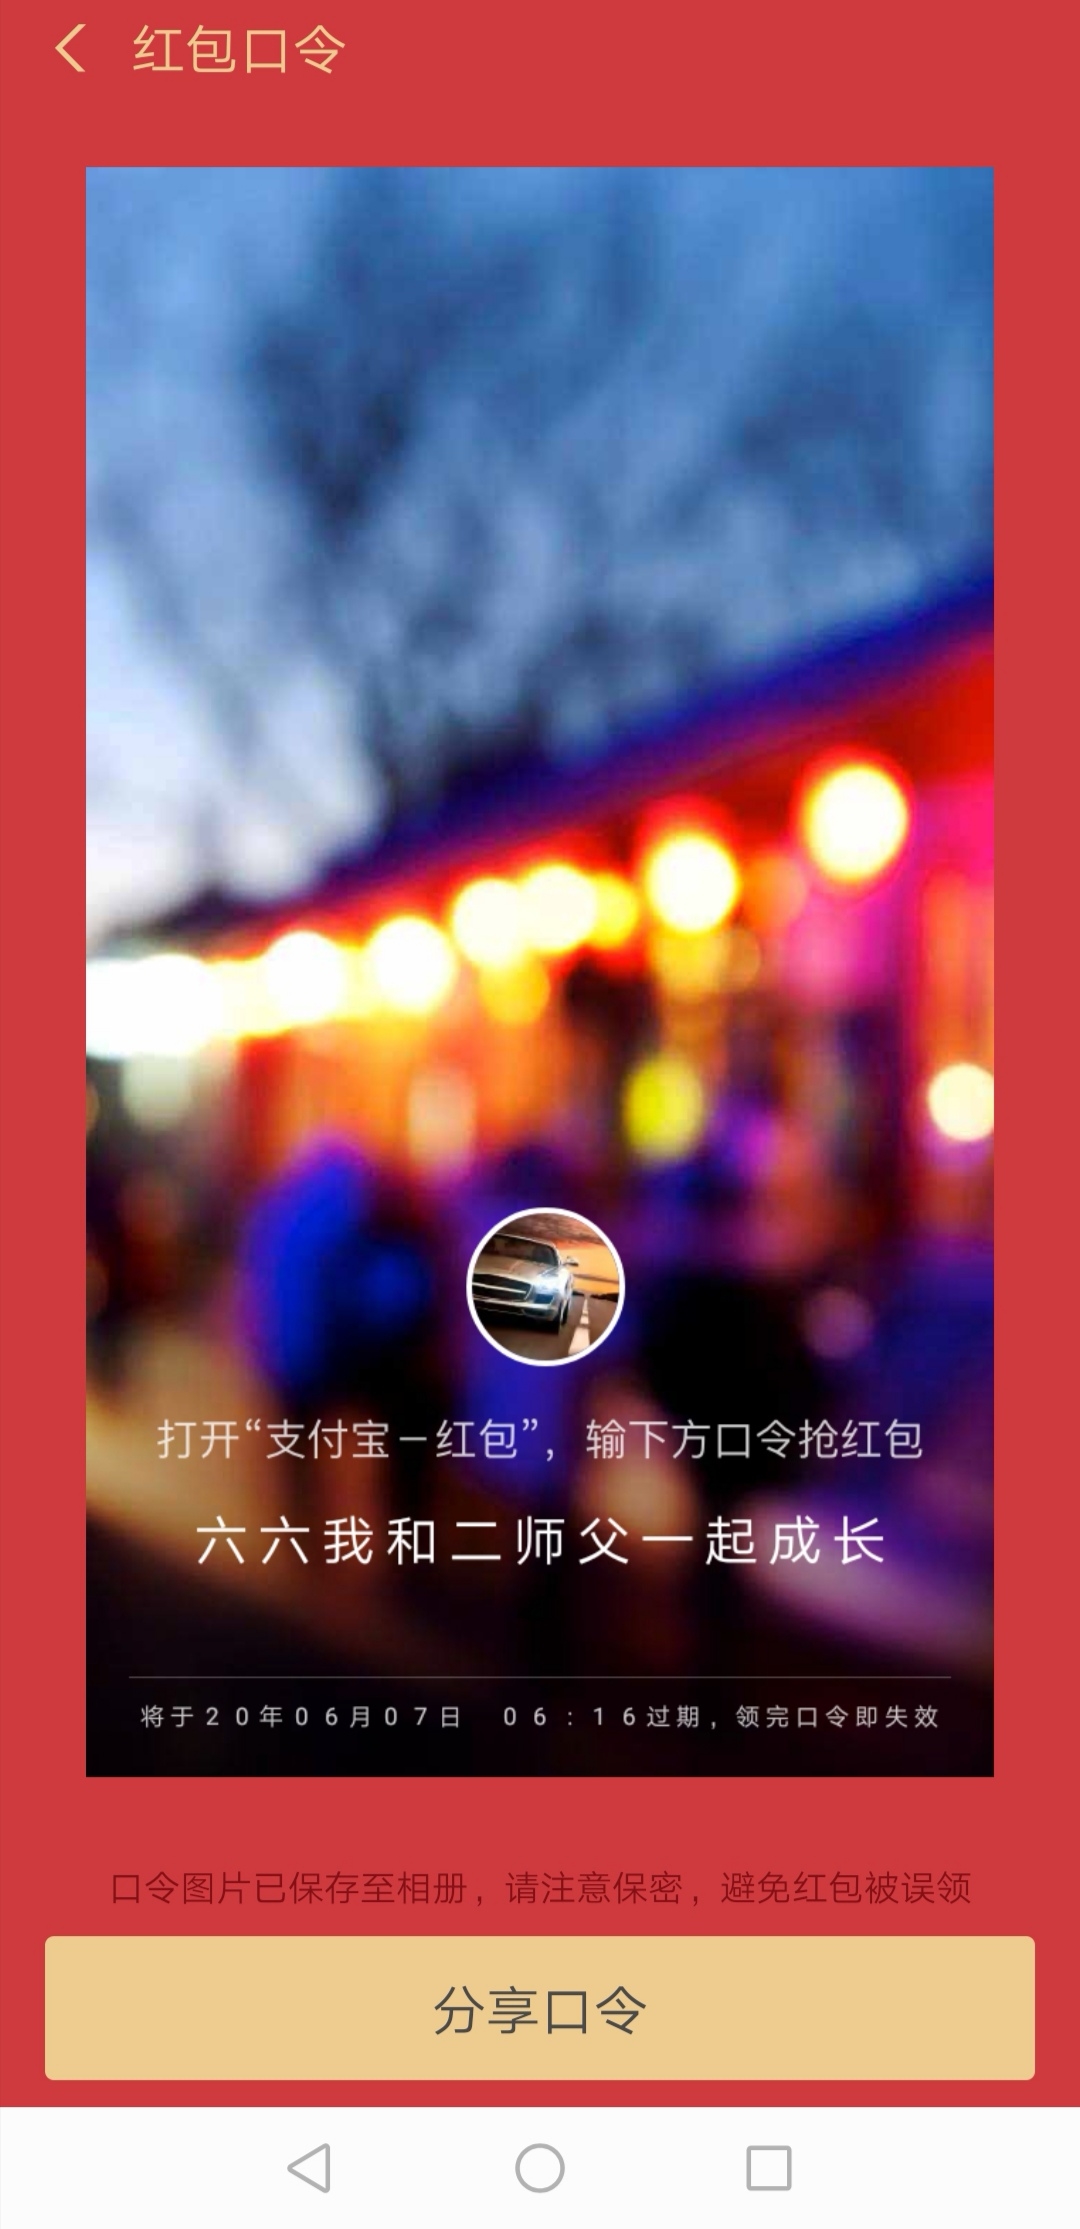 红包口令
打开“支付宝－红包”，输下方口令抢红包
六六我和二师父一起成长
将于20年06月07日 06:16过期，领完口令即失效
口令图片已保存至相册，请注意保密，避免红包被误领
分享口令